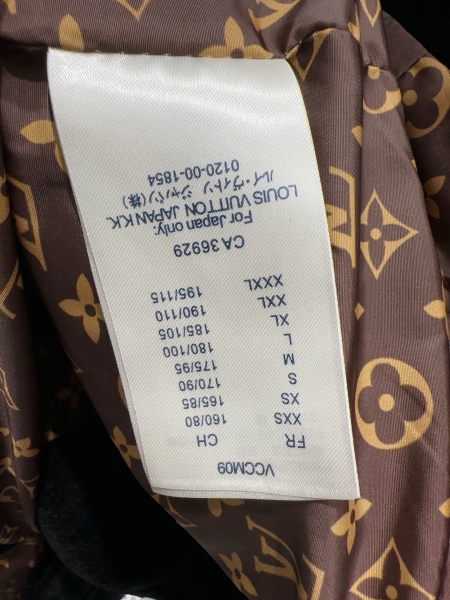 VCCM09
FR CH
XXS 160/80
XS 165/85
S 170/90
M 175/95
L 180/100
XL 185/105
XXL 190/110
XXXL 195/115
CA 36929
For Japan only:
LOUIS VUITTON JAPAN K.K.
ルイ・ヴィトン ジャパン(株)
0120-00-1854